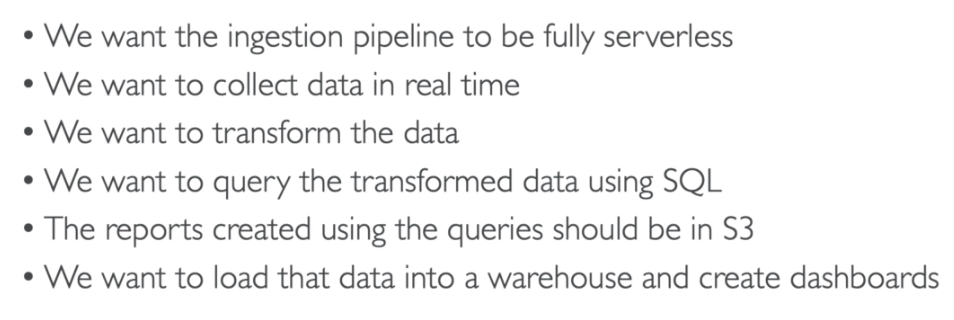 • We want the ingestion pipeline to be fully serverless
• We want to collect data in real time
• We want to transform the data
• We want to query the transformed data using SQL
• The reports created using the queries should be in S3
• We want to load that data into a warehouse and create dashboards